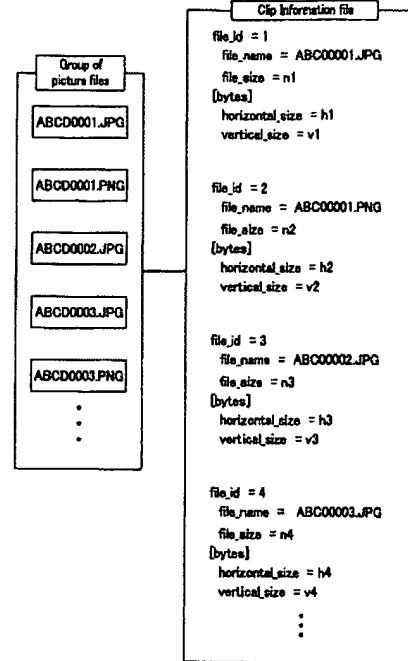 Group of
picture files
ABCD0001.JPG
ABCD0001.PNG
ABCD0002.JPG
ABCD0003.JPG
ABCD0003.PNG
Clip Information file
file_id = 1
file_name = ABC00001.JPG
file_size = n1
[bytes]
horizontal_size = h1
vertical_size = v1
file_id = 2
file_name = ABC00001.PNG
file_size = n2
[bytes]
horizontal_size = h2
vertical_size = v2
file_id = 3
file_name = ABC00002.JPG
file_size = n3
[bytes]
horizontal_size = h3
vertical_size = v3
file_id = 4
file_name = ABC00003.JPG
file_size = n4
[bytes]
horizontal_size = h4
vertical_size = v4